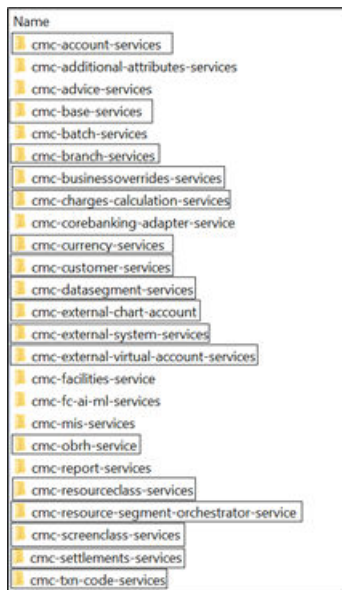 Name
cmc-account-services
cmc-additional-attributes-services
cmc-advice-services
cmc-base-services
cmc-batch-services
cmc-branch-services
cmc-businessoverrides-services
cmc-charges-calculation-services
cmc-corebanking-adapter-service
cmc-currency-services
cmc-customer-services
cmc-datasegment-services
cmc-external-chart-account
cmc-external-system-services
cmc-external-virtual-account-services
cmc-facilities-service
cmc-fc-ai-ml-services
cmc-mis-services
cmc-obrh-service
cmc-report-services
cmc-resourceclass-services
cmc-resource-segment-orchestrator-service
cmc-screenclass-services
cmc-settlements-services
cmc-txn-code-services